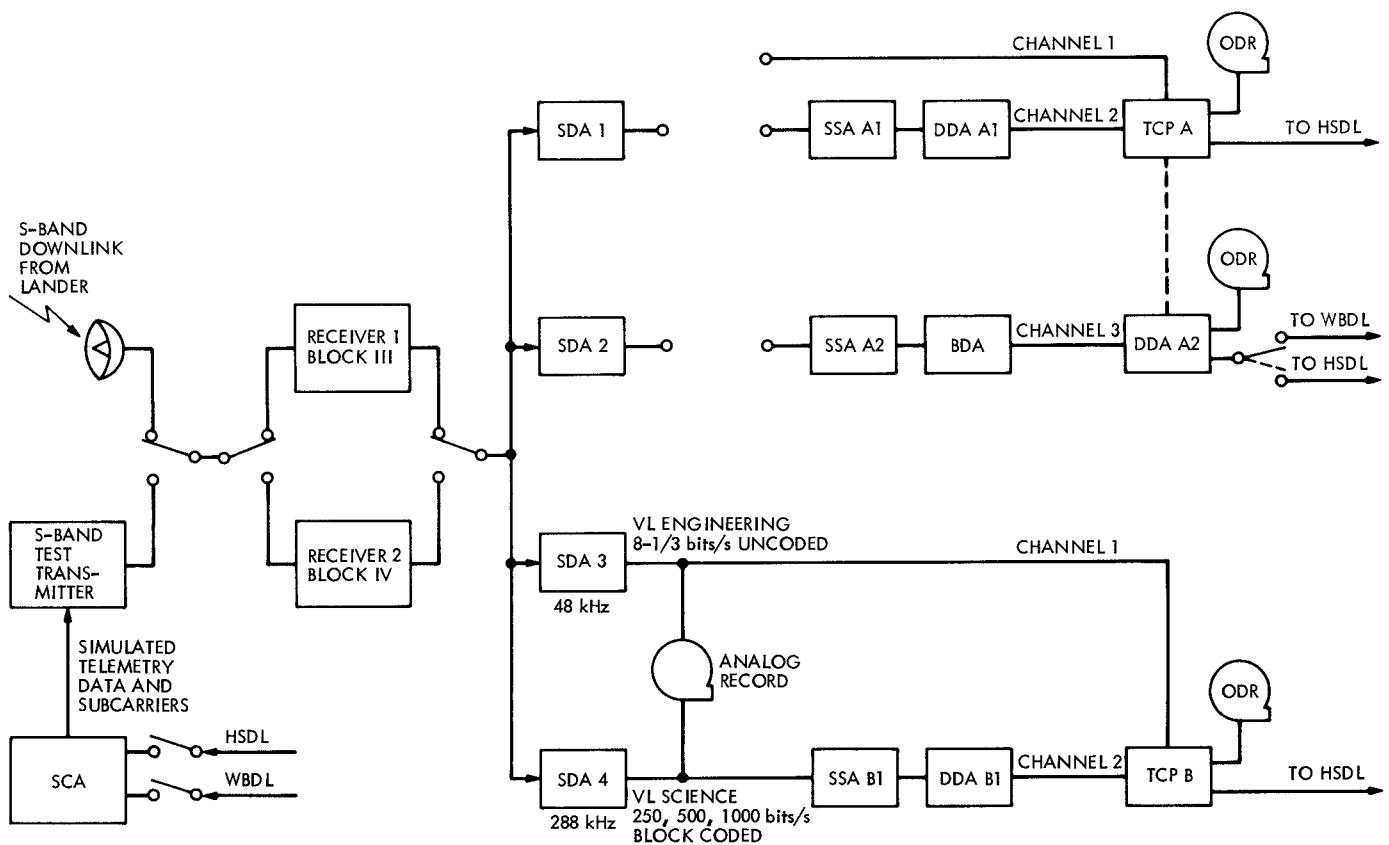 CHANNEL 1
ODR
SDA 1
SSA A1
DDA A1
CHANNEL 2
TCP A
TO HSDL
S-BAND
DOWNLINK
FROM
LANDER
ODR
RECEIVER 1
BLOCK III
SDA 2
SSA A2
BDA
CHANNEL 3
DDA A2
TO WBDL
TO HSDL
S-BAND
TEST
TRANS-
MITTER
RECEIVER 2
BLOCK IV
SDA 3
48 kHz
VL ENGINEERING
8-1/3 bits/s UNCODED
CHANNEL 1
SIMULATED
TELEMETRY
DATA AND
SUBCARRIERS
ANALOG
RECORD
ODR
SCA
HSDL
WBDL
SDA 4
288 kHz
VL SCIENCE
250, 500, 1000 bits/s
BLOCK CODED
SSA B1
DDA B1
CHANNEL 2
TCP B
TO HSDL